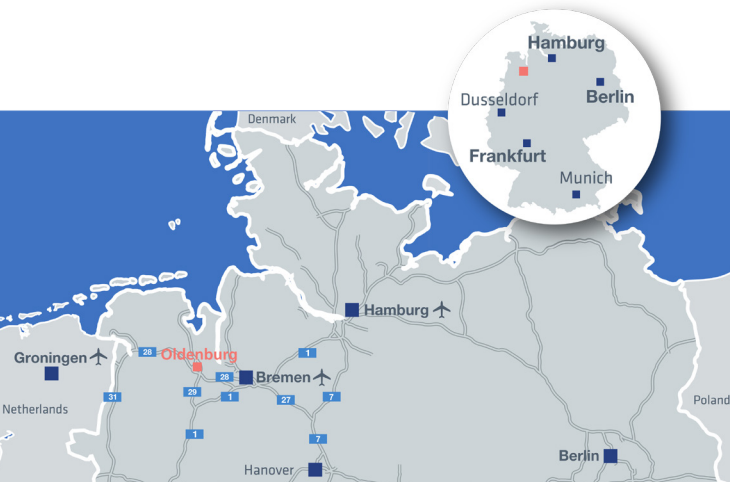 Hamburg
Dusseldorf
Berlin
Frankfurt
Munich
Denmark
Hamburg
28
Oldenburg
1
Groningen
28
Bremen
31
29
1
27
7
Netherlands
Poland
1
7
Berlin
Hanover